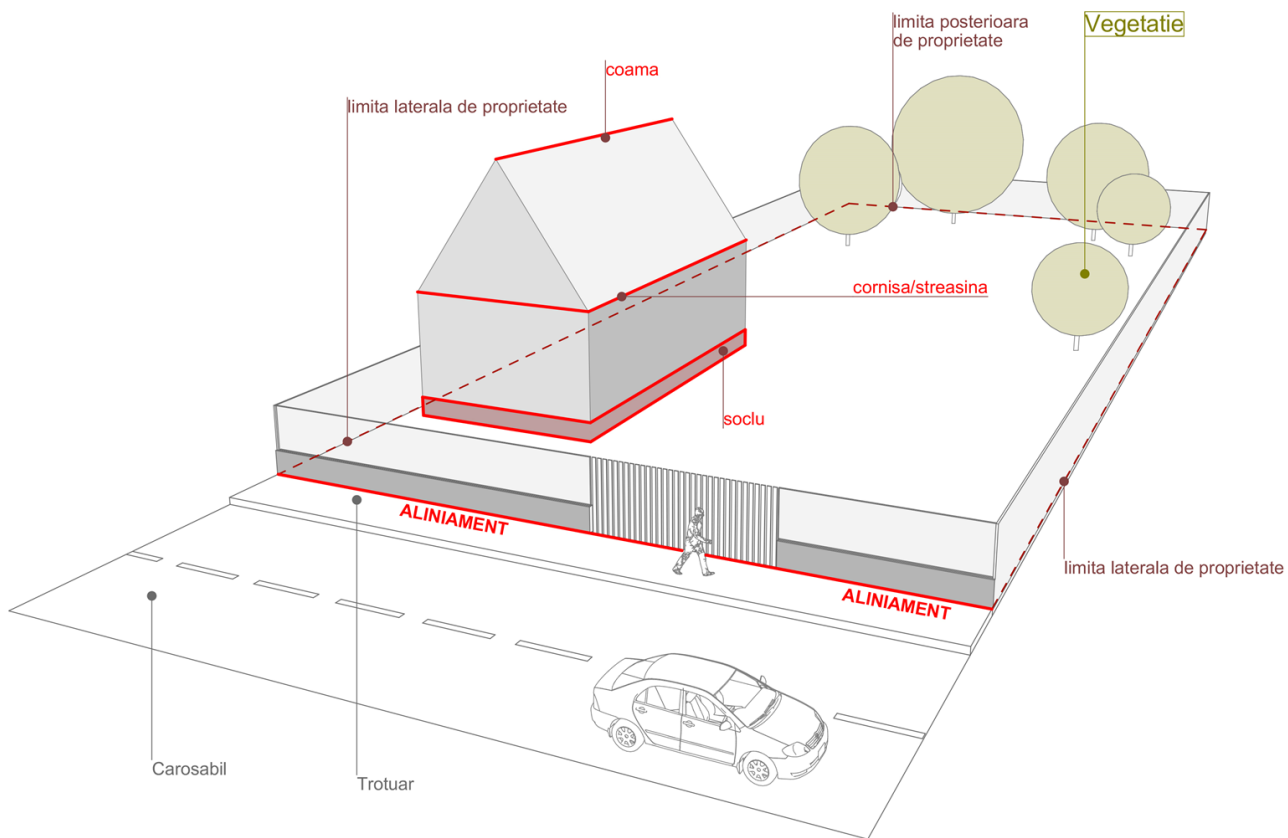 limita posterioara
de proprietate
Vegetatie
coama
limita laterala de proprietate
cornisa/streasina
soclu
ALINIAMENT
limita laterala de proprietate
ALINIAMENT
Carosabil
Trotuar